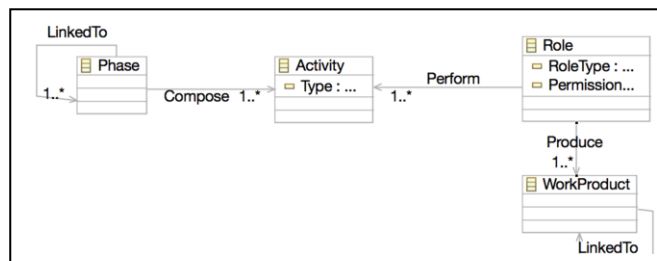 LinkedTo
Phase
1..*
Compose
1..*
Activity
Type : ...
Perform
1..*
Role
RoleType : ...
Permission...
Produce
1..*
WorkProduct
LinkedTo